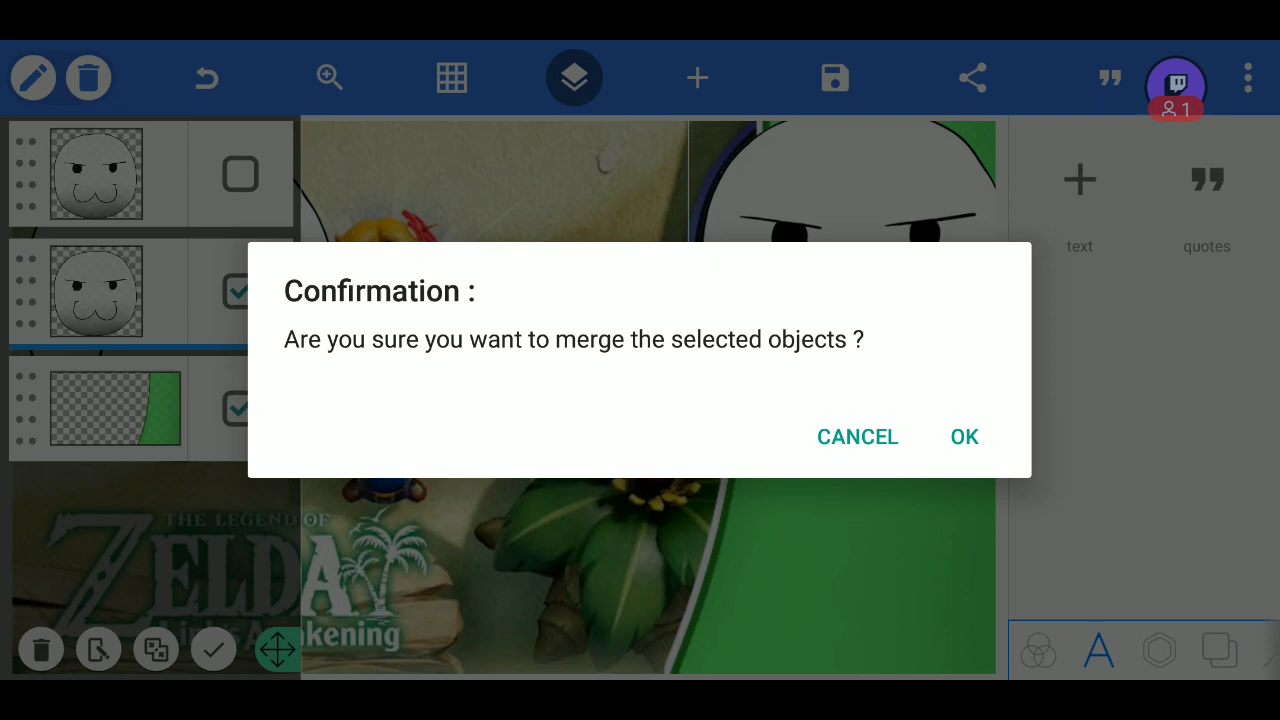 1
text
quotes
Confirmation :
Are you sure you want to merge the selected objects ?
CANCEL
OK
THE LEGEND OF
ZELDA
Link's Awakening
A